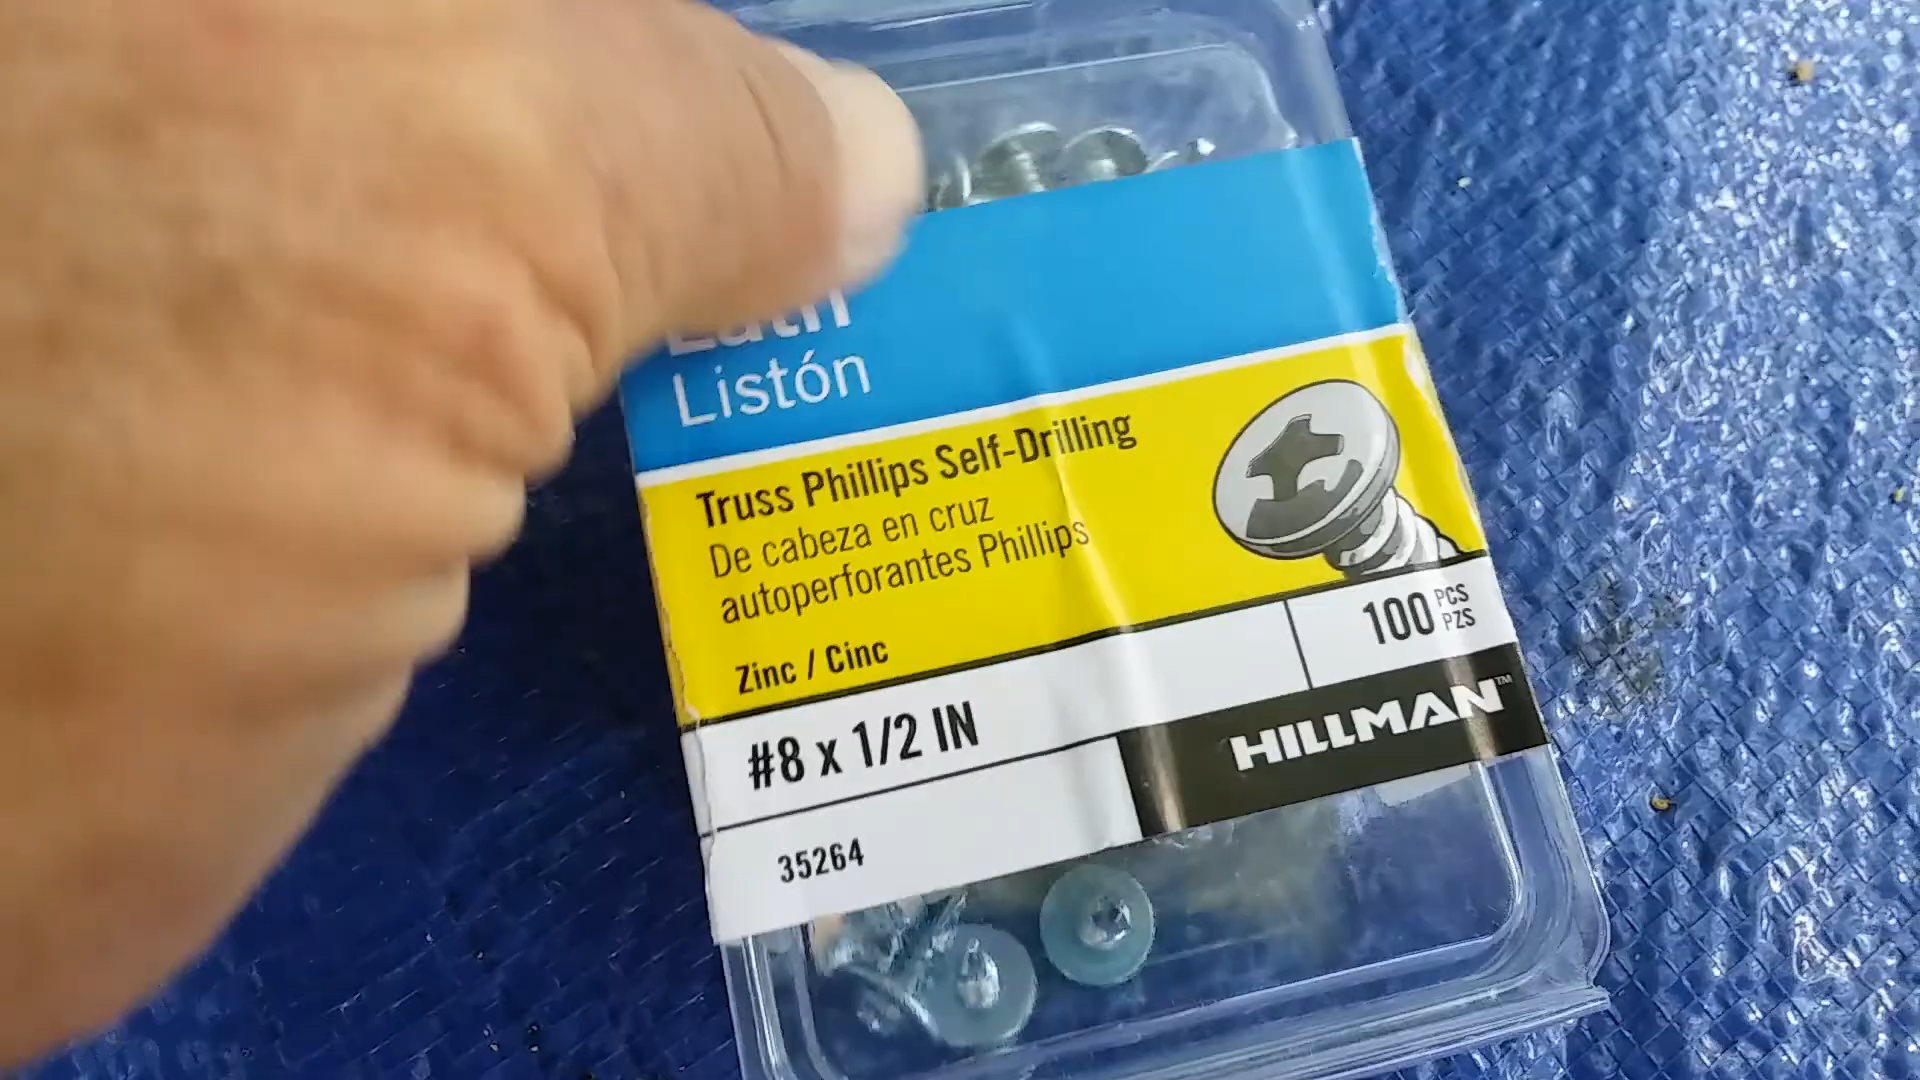 Lath
Listón
Truss Phillips Self-Drilling
De cabeza en cruz
autoperforantes Phillips
Zinc / Cinc
100 PCS
PZS
#8 x 1/2 IN
HILLMAN™
35264